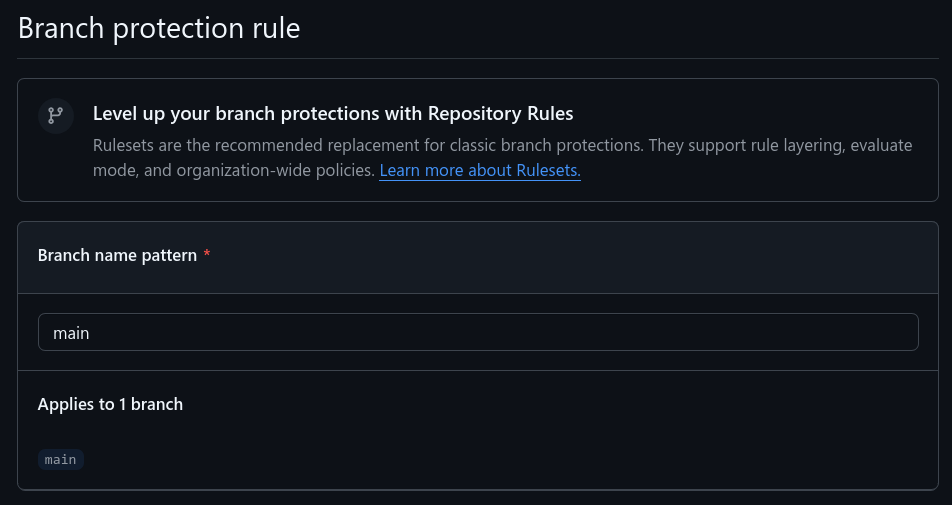 Branch protection rule
Level up your branch protections with Repository Rules
Rulesets are the recommended replacement for classic branch protections. They support rule layering, evaluate
mode, and organization-wide policies. Learn more about Rulesets.
Branch name pattern *
main
Applies to 1 branch
main